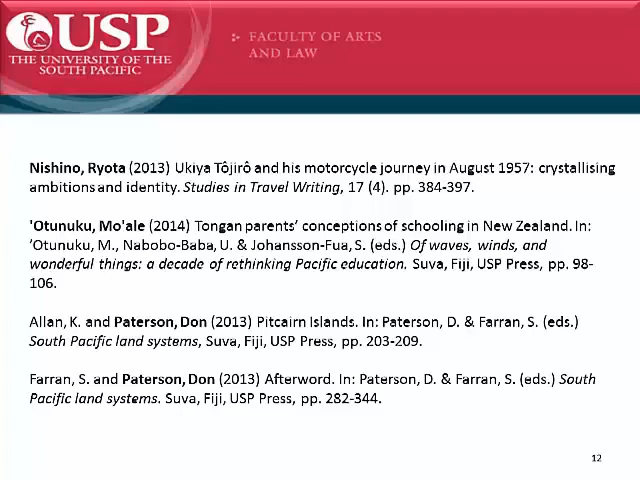 USP
THE UNIVERSITY OF THE
SOUTH PACIFIC
FACULTY OF ARTS
AND LAW
Nishino, Ryota (2013) Ukiya Tôjirô and his motorcycle journey in August 1957: crystallising
ambitions and identity. Studies in Travel Writing, 17 (4). pp. 384-397.
'Otunuku, Mo'ale (2014) Tongan parents’ conceptions of schooling in New Zealand. In:
’Otunuku, M., Nabobo-Baba, U. & Johansson-Fua, S. (eds.) Of waves, winds, and
wonderful things: a decade of rethinking Pacific education. Suva, Fiji, USP Press, pp. 98-
106.
Allan, K. and Paterson, Don (2013) Pitcairn Islands. In: Paterson, D. & Farran, S. (eds.)
South Pacific land systems, Suva, Fiji, USP Press, pp. 203-209.
Farran, S. and Paterson, Don (2013) Afterword. In: Paterson, D. & Farran, S. (eds.) South
Pacific land systems. Suva, Fiji, USP Press, pp. 282-344.
12